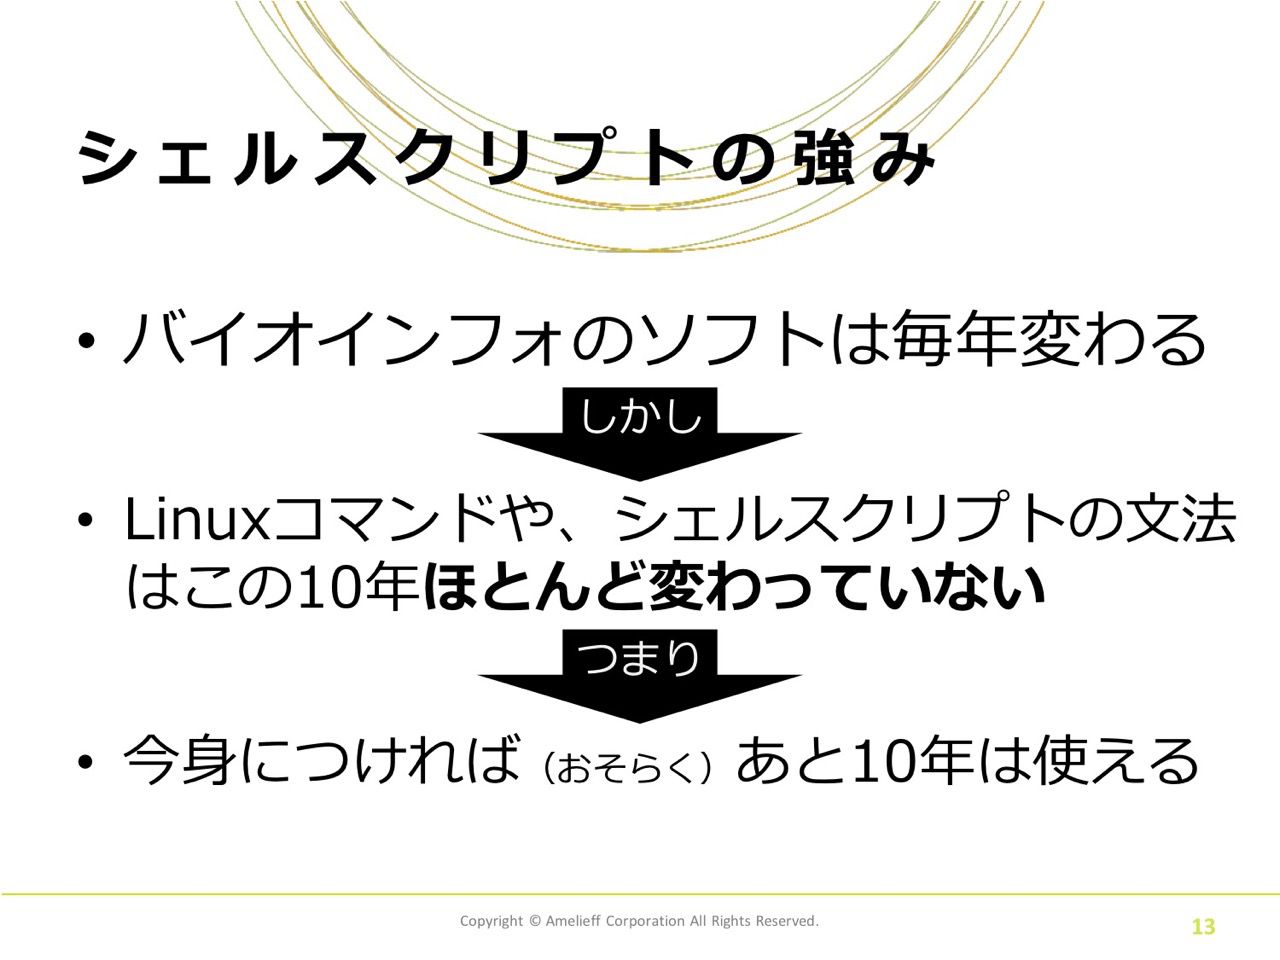 シェルスクリプトの強み
• バイオインフォのソフトは毎年変わる
しかし
• Linuxコマンドや、シェルスクリプトの文法
はこの10年ほとんど変わっていない
つまり
• 今身につければ（おそらく）あと10年は使える
Copyright © Amelieff Corporation All Rights Reserved.
13